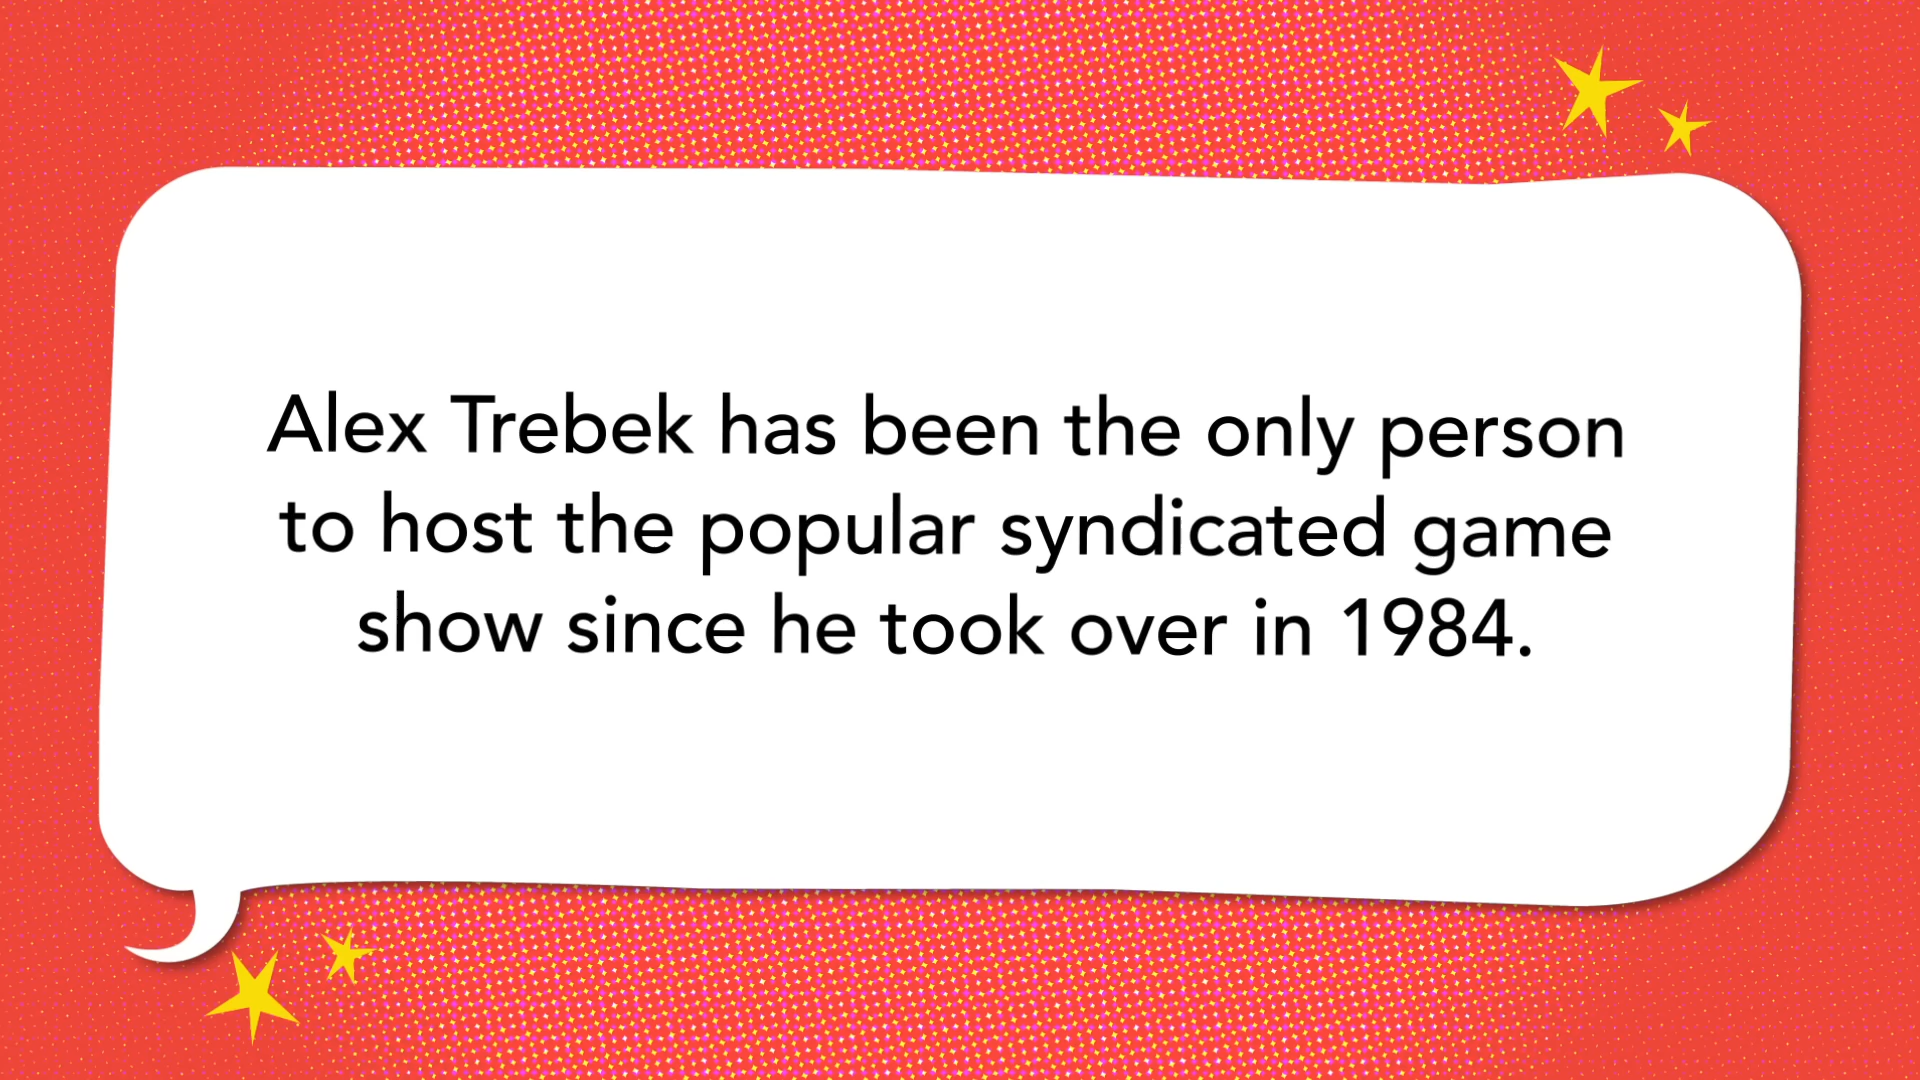 Alex Trebek has been the only person
to host the popular syndicated game
show since he took over in 1984.